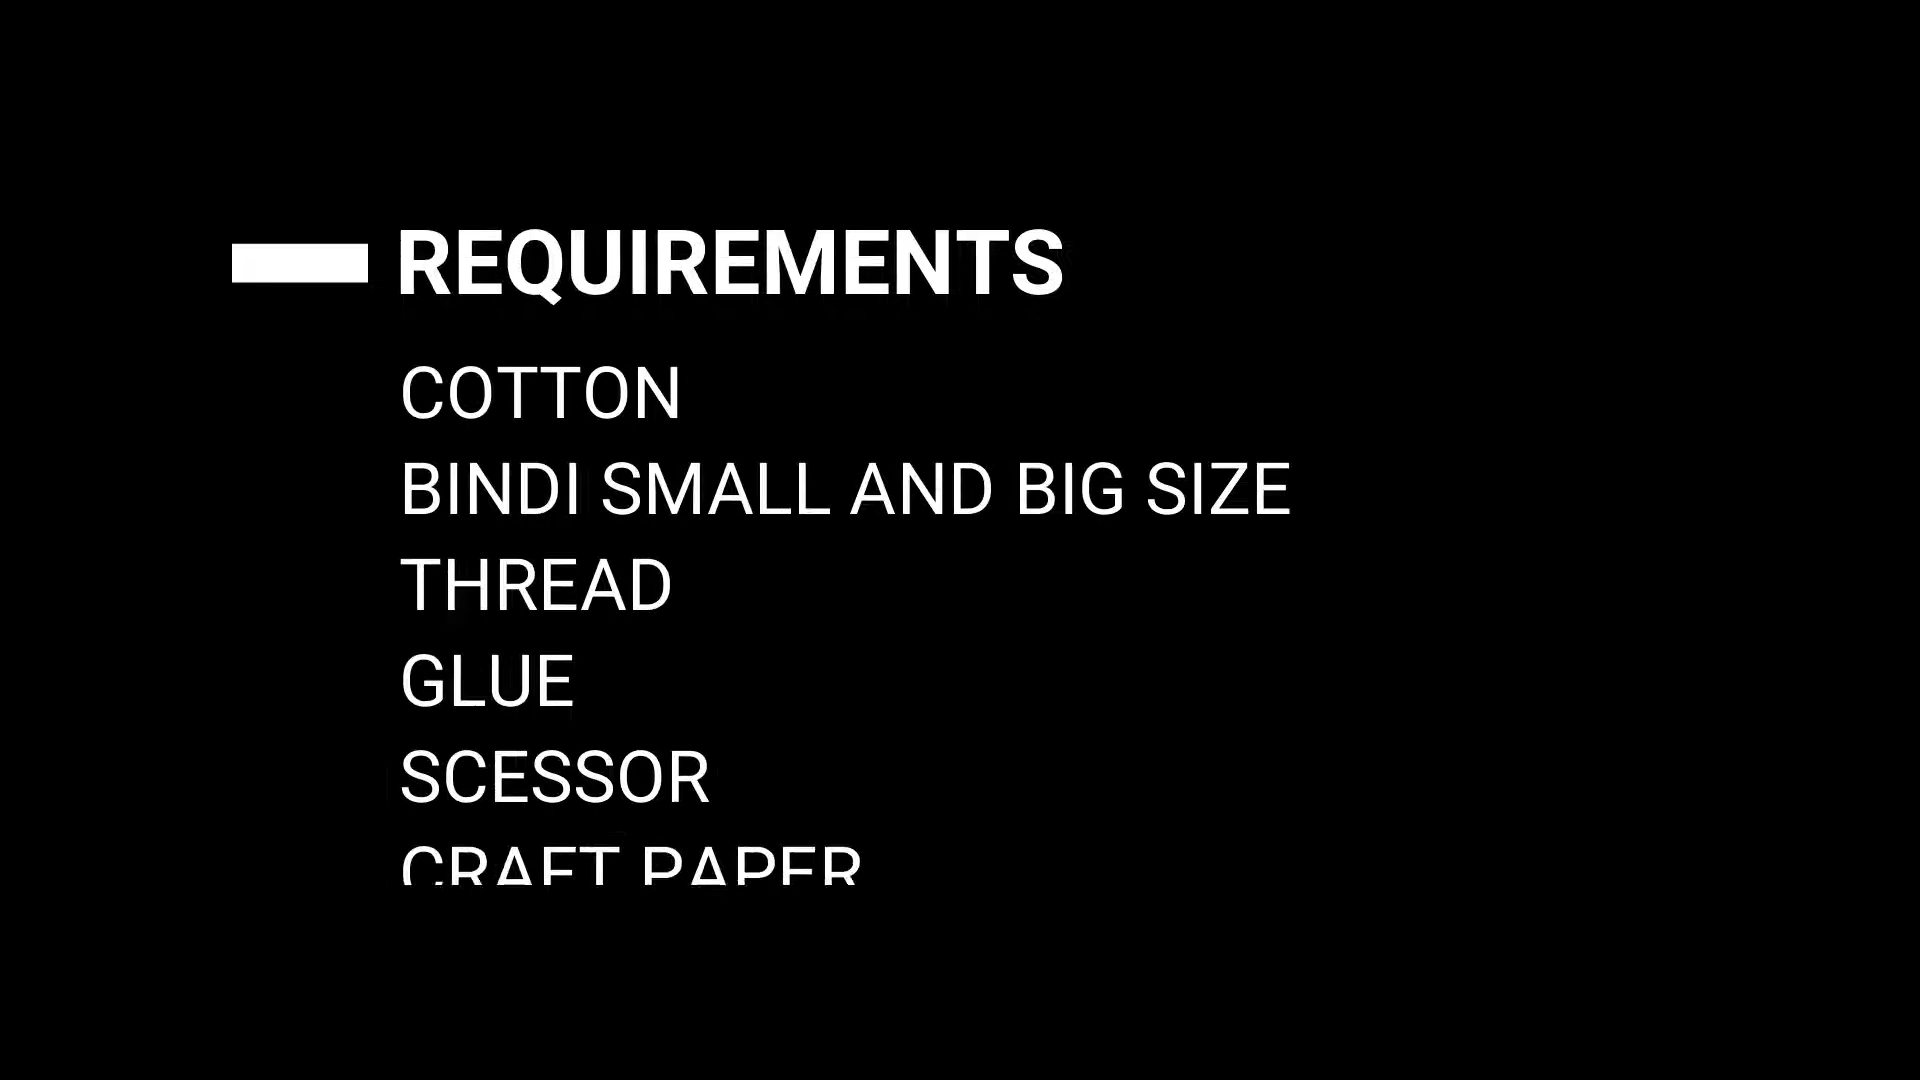 REQUIREMENTS
COTTON
BINDI SMALL AND BIG SIZE
THREAD
GLUE
SCESSOR
CRAFT PAPER